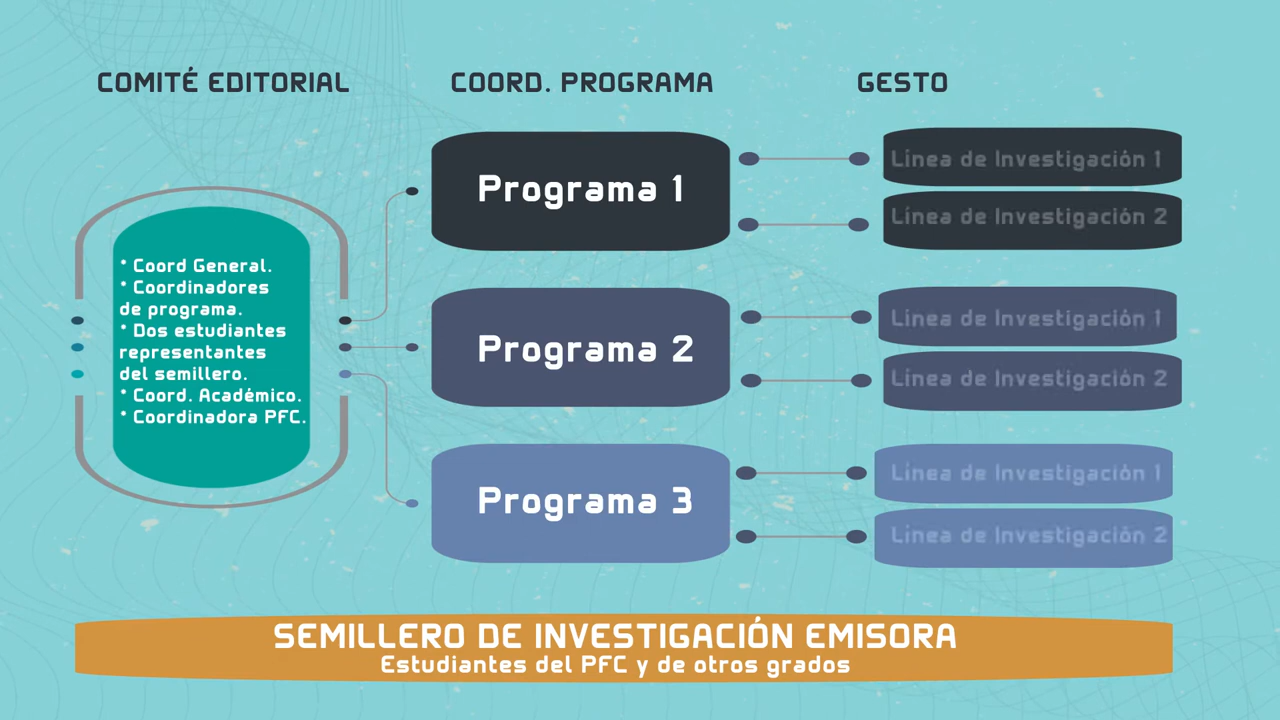 COMITÉ EDITORIAL
COORD. PROGRAMA
GESTO
* Coord General.
* Coordinadores
de programa.
* Dos estudiantes
representantes
del semillero.
* Coord. Académico.
* Coordinadora PFC.
Programa 1
Línea de Investigación 1
Línea de Investigación 2
Programa 2
Línea de Investigación 1
Línea de Investigación 2
Programa 3
Línea de Investigación 1
Línea de Investigación 2
SEMILLERO DE INVESTIGACIÓN EMISORA
Estudiantes del PFC y de otros grados